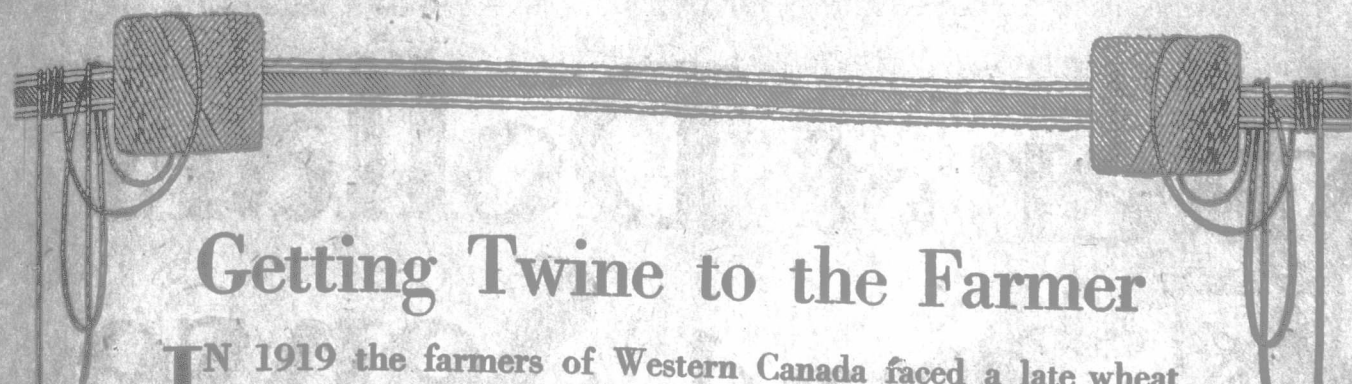 Getting Twine to the Farmer
IN 1919 the farmers of Western Canada faced a late wheat